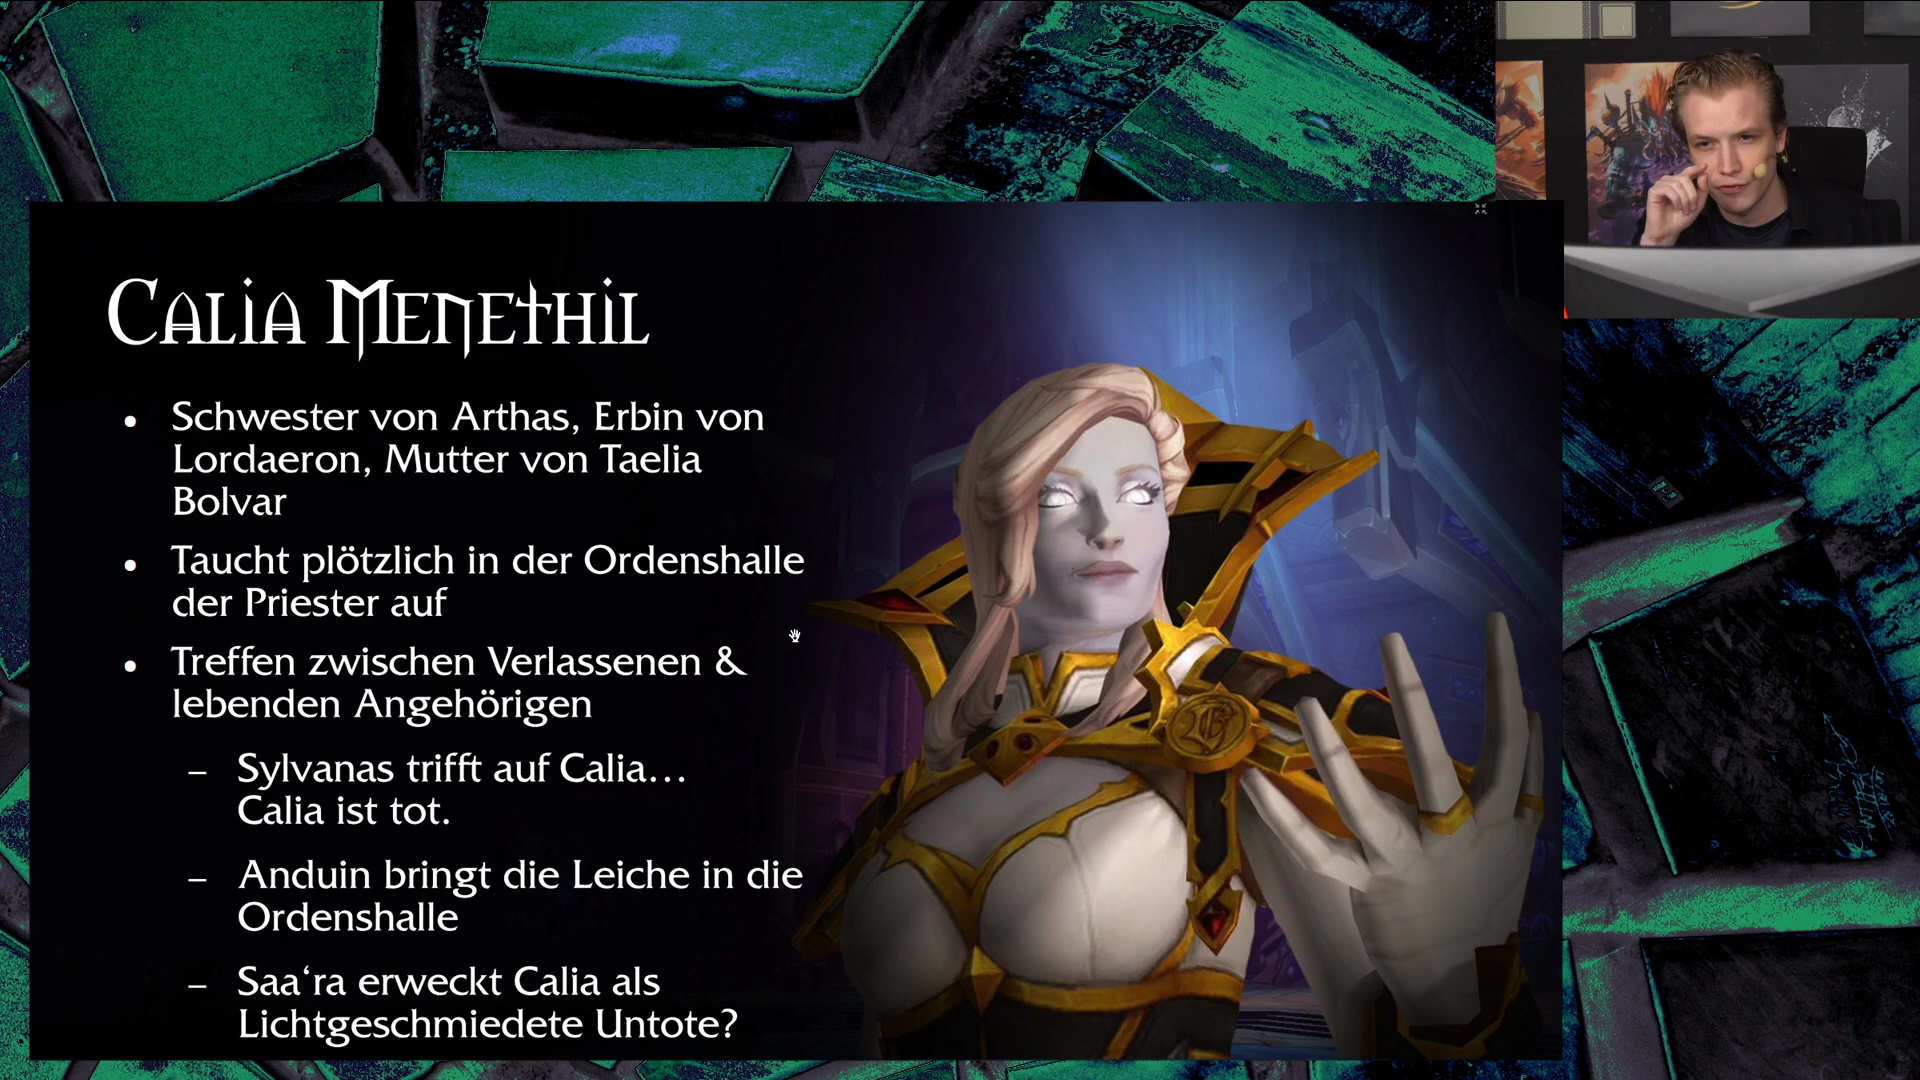 Calia Menethil
• Schwester von Arthas, Erbin von
Lordaeron, Mutter von Taelia
Bolvar
• Taucht plötzlich in der Ordenshalle
der Priester auf
• Treffen zwischen Verlassenen &
lebenden Angehörigen
– Sylvanas trifft auf Calia…
Calia ist tot.
– Anduin bringt die Leiche in die
Ordenshalle
– Saa‘ra erweckt Calia als
Lichtgeschmiedete Untote?